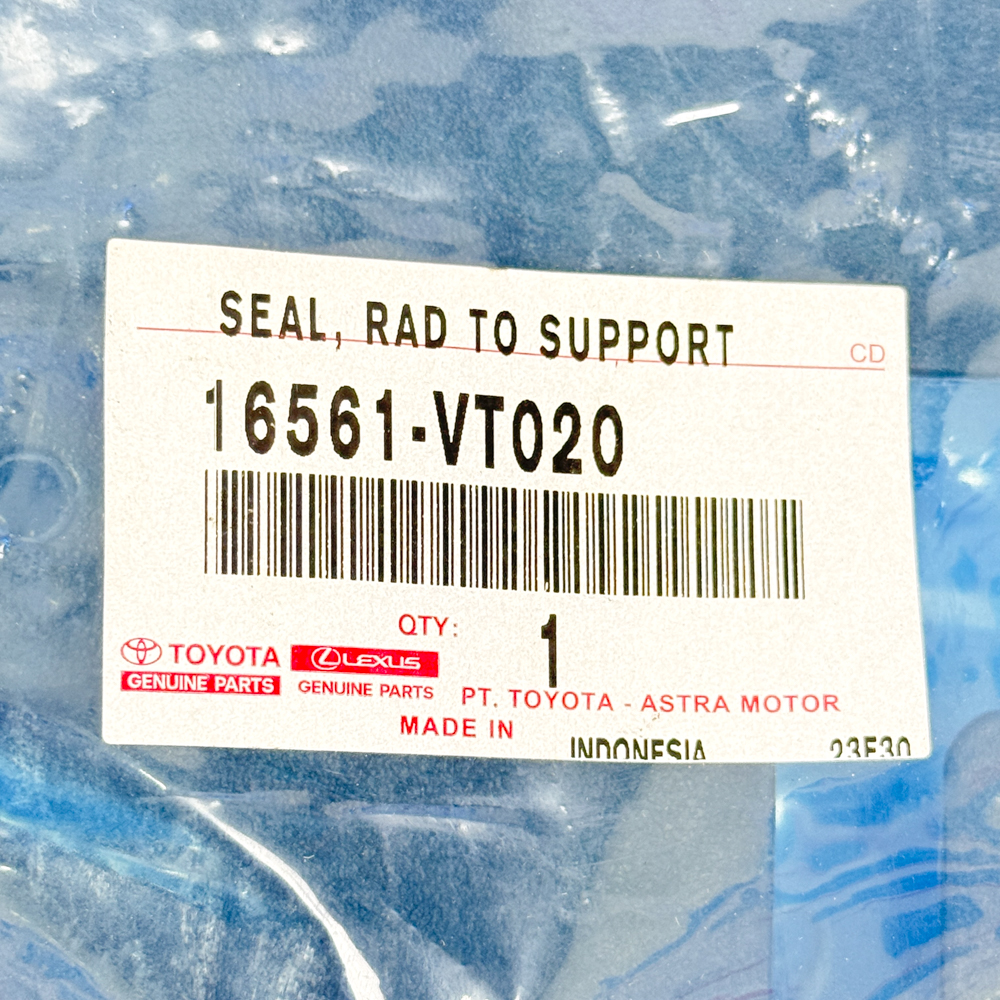 SEAL, RAD TO SUPPORT
CD
16561-VT020
QTY: 1
TOYOTA
GENUINE PARTS
LEXUS
GENUINE PARTS
PT. TOYOTA - ASTRA MOTOR
MADE IN INDONESIA